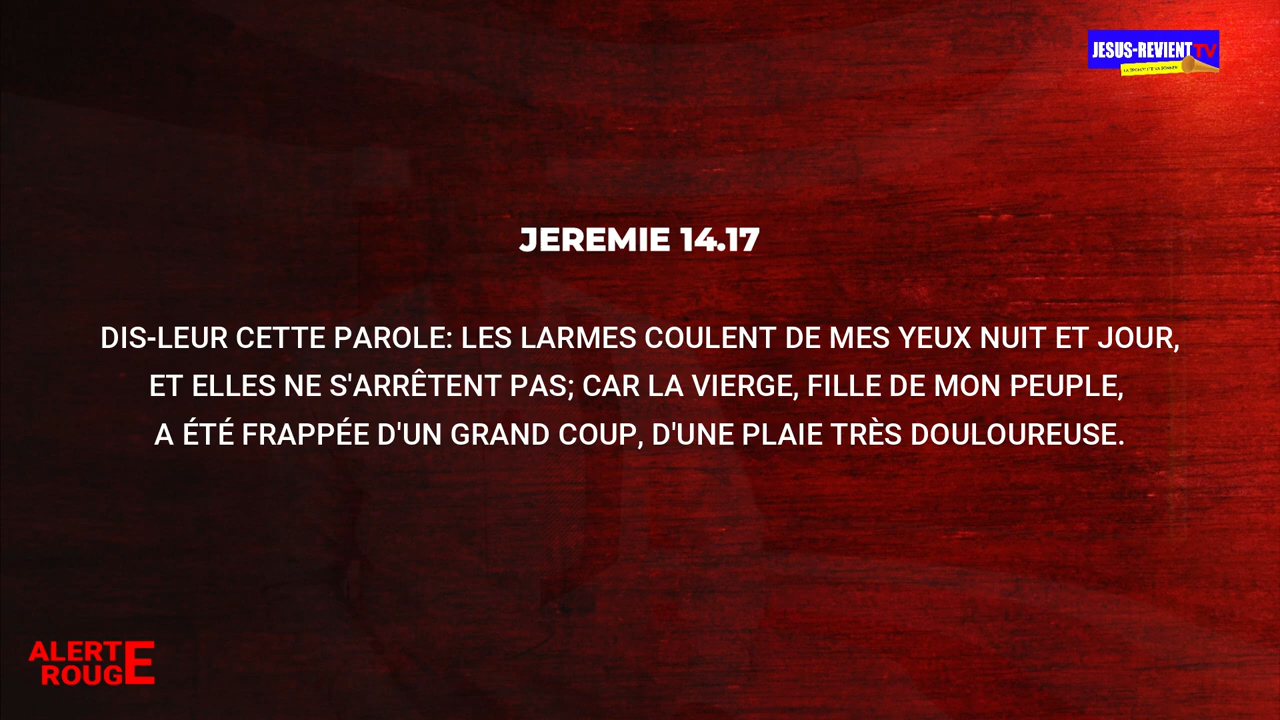 JESUS-REVIENT TV
JEREMIE 14.17
DIS-LEUR CETTE PAROLE: LES LARMES COULENT DE MES YEUX NUIT ET JOUR,
ET ELLES NE S'ARRÊTENT PAS; CAR LA VIERGE, FILLE DE MON PEUPLE,
A ÉTÉ FRAPPÉE D'UN GRAND COUP, D'UNE PLAIE TRÈS DOULOUREUSE.
ALERTE
ROUGE